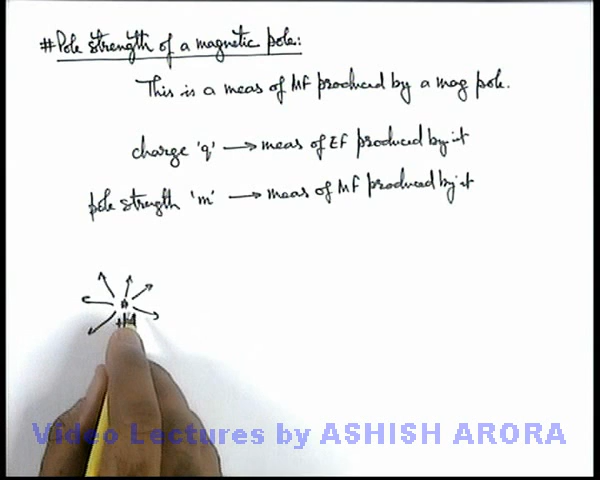 # Pole strength of a magnetic pole:
This is a meas of MF produced by a mag pole.
charge 'q' → meas of EF produced by it
pole strength 'm' → meas of MF produced by it
Video Lectures by ASHISH ARORA